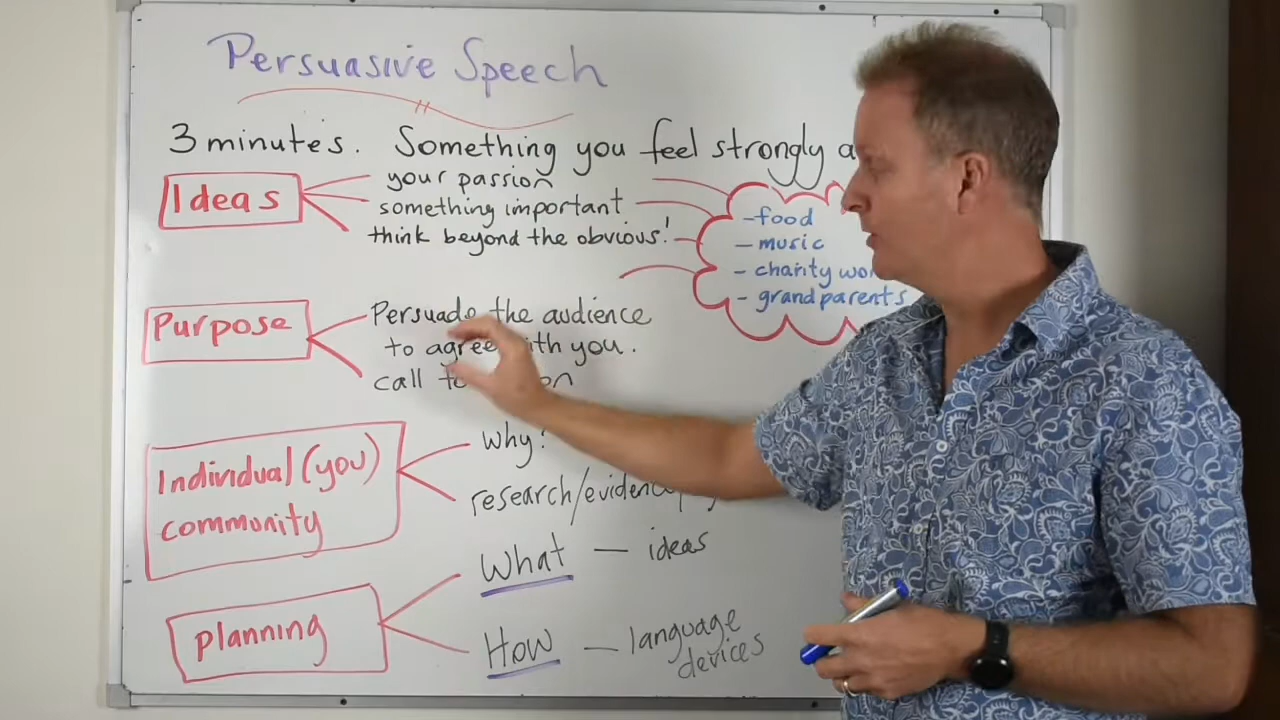 Persuasive Speech
3 minutes. Something you feel strongly a
Ideas
your passion
something important
think beyond the obvious!
-food
- music
- charity wor
- grandparents
Purpose
Persuade the audience
to agree with you.
call to
Individual (you)
community
why?
research/evidence
planning
What - ideas
How - language
devices